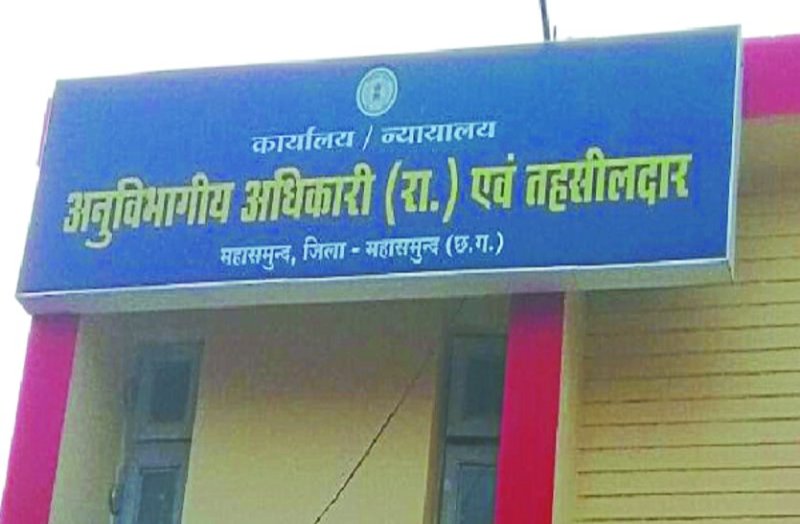 कार्यालय / न्यायालय
अनुविभागीय अधिकारी (रा.) एवं तहसीलदार
महासमुन्द, जिला - महासमुन्द (छ.ग.)